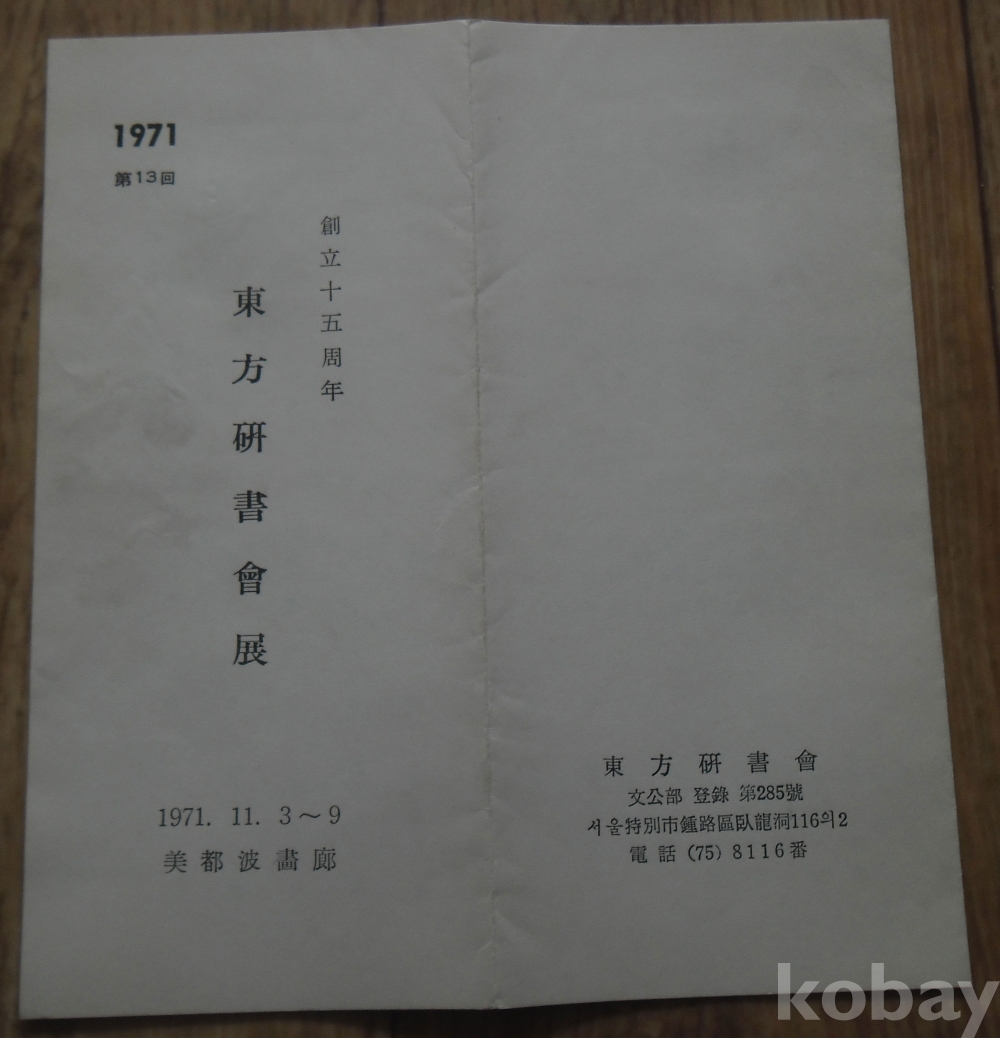 1971
第13回
創立十五周年
東方硏書會展
1971. 11. 3～9
美都波畵廊
東方硏書會
文公部 登錄 第285號
서울特別市鍾路區臥龍洞116의2
電話 (75) 8116番
kobay